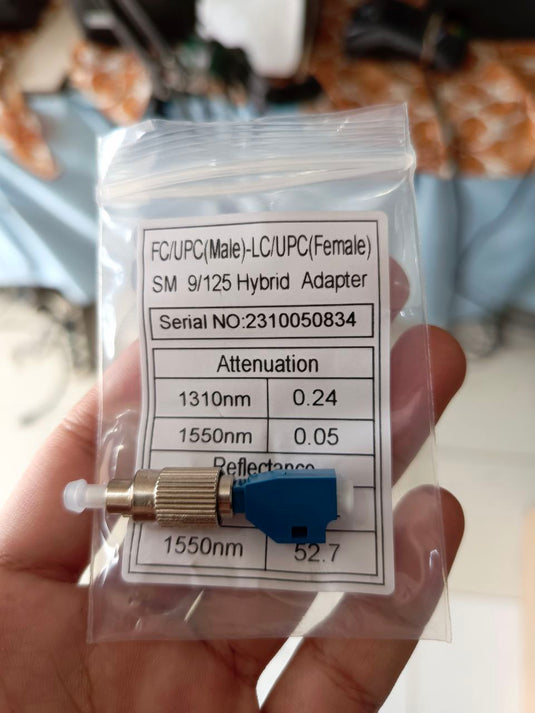 FC/UPC(Male)-LC/UPC(Female)
SM 9/125 Hybrid Adapter
Serial NO:2310050834
Attenuation
1310nm 0.24
1550nm 0.05
Reflectance
1550nm 52.7